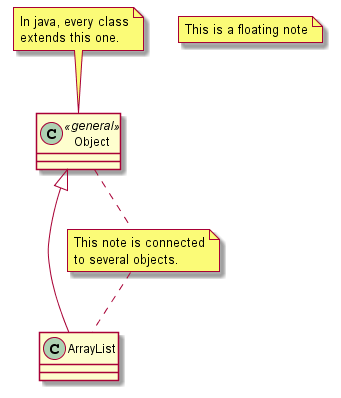 In java, every class
extends this one.
This is a floating note
C
«general»
Object
This note is connected
to several objects.
C
ArrayList